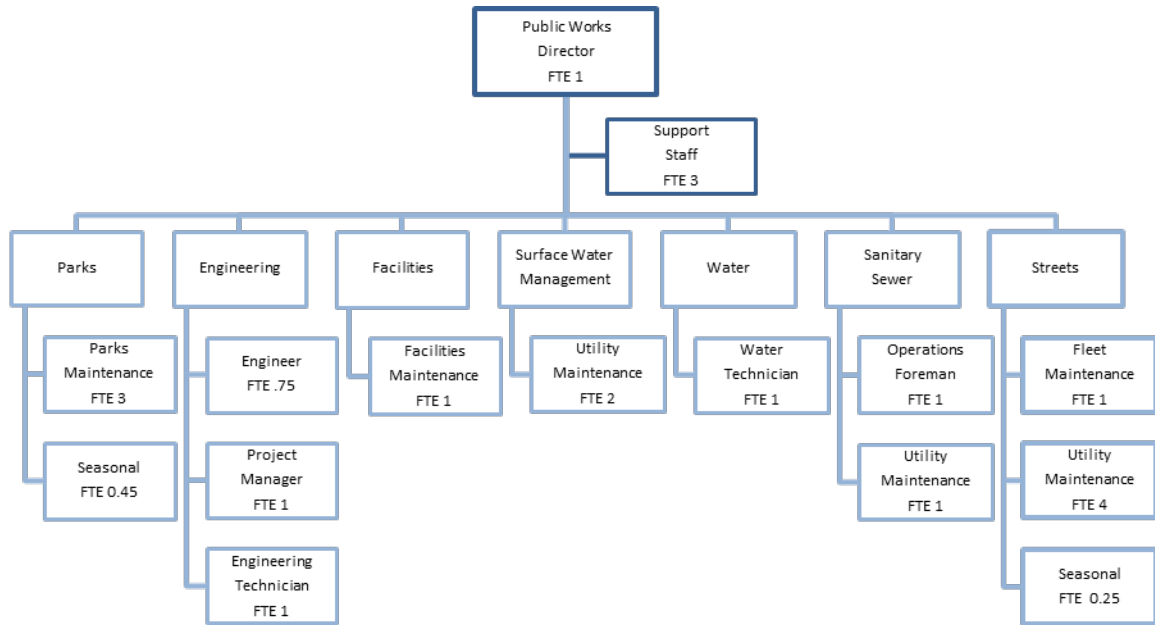 Public Works
Director
FTE 1
Support
Staff
FTE 3
Parks
Engineering
Facilities
Surface Water
Management
Water
Sanitary
Sewer
Streets
Parks
Maintenance
FTE 3
Seasonal
FTE 0.45
Engineer
FTE .75
Project
Manager
FTE 1
Engineering
Technician
FTE 1
Facilities
Maintenance
FTE 1
Utility
Maintenance
FTE 2
Water
Technician
FTE 1
Operations
Foreman
FTE 1
Utility
Maintenance
FTE 1
Fleet
Maintenance
FTE 1
Utility
Maintenance
FTE 4
Seasonal
FTE 0.25